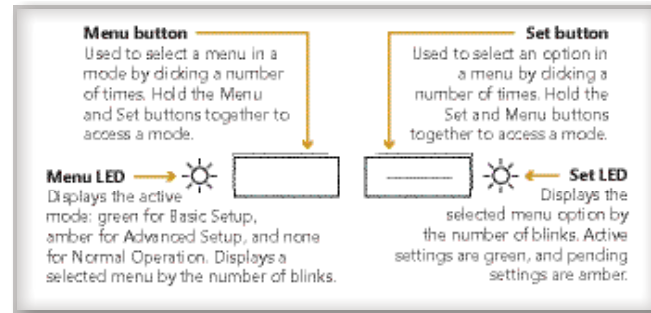 Menu button
Used to select a menu in a
mode by clicking a number
of times. Hold the Menu
and Set buttons together to
access a mode.
Set button
Used to select an option in
a menu by clicking a
number of times. Hold the
Set and Menu buttons
together to access a mode.
Menu LED
Displays the active
mode: green for Basic Setup,
amber for Advanced Setup, and none
for Normal Operation. Displays a
selected menu by the number of blinks.
Set LED
Displays the
selected menu option by
the number of blinks. Active
settings are green, and pending
settings are amber.